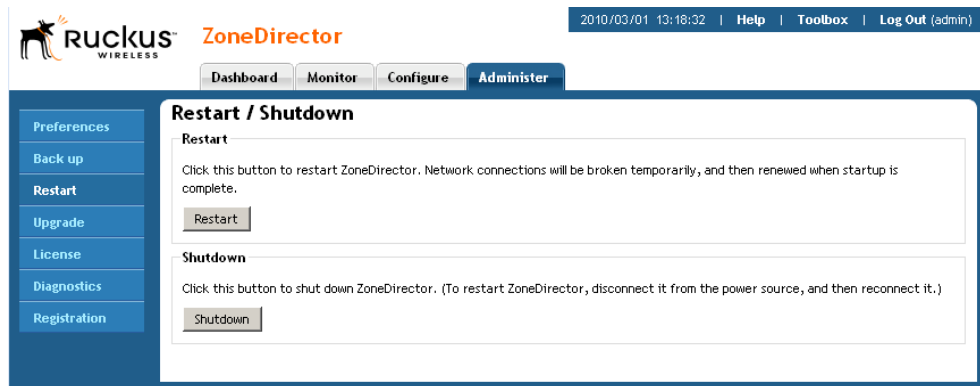 2010/03/01 13:18:32 | Help | Toolbox | Log Out (admin)
Ruckus
WIRELESS
ZoneDirector
Dashboard
Monitor
Configure
Administer
Preferences
Back up
Restart
Upgrade
License
Diagnostics
Registration
Restart / Shutdown
Restart
Click this button to restart ZoneDirector. Network connections will be broken temporarily, and then renewed when startup is
complete.
Restart
Shutdown
Click this button to shut down ZoneDirector. (To restart ZoneDirector, disconnect it from the power source, and then reconnect it.)
Shutdown